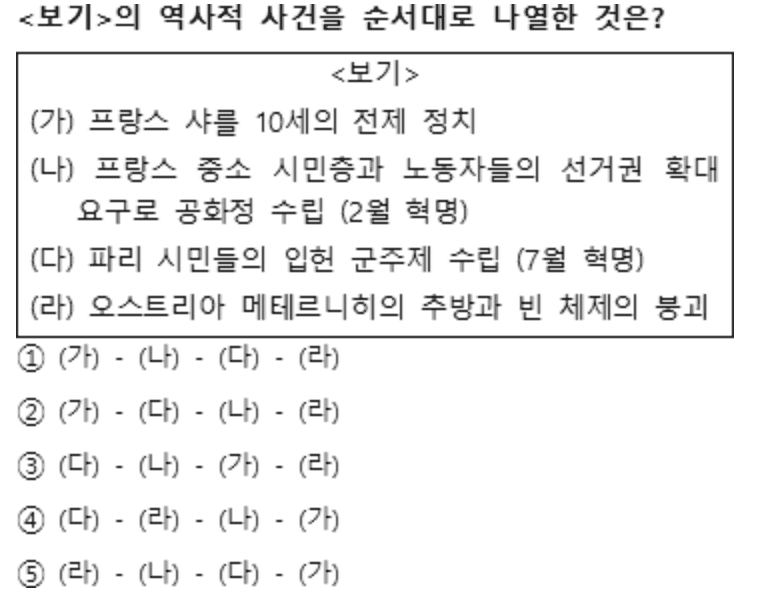 <보기>의 역사적 사건을 순서대로 나열한 것은?
<보기>
(가) 프랑스 샤를 10세의 전제 정치
(나) 프랑스 중소 시민층과 노동자들의 선거권 확대
요구로 공화정 수립 (2월 혁명)
(다) 파리 시민들의 입헌 군주제 수립 (7월 혁명)
(라) 오스트리아 메테르니히의 추방과 빈 체제의 붕괴
① (가) - (나) - (다) - (라)
② (가) - (다) - (나) - (라)
③ (다) - (나) - (가) - (라)
④ (다) - (라) - (나) - (가)
⑤ (라) - (나) - (다) - (가)